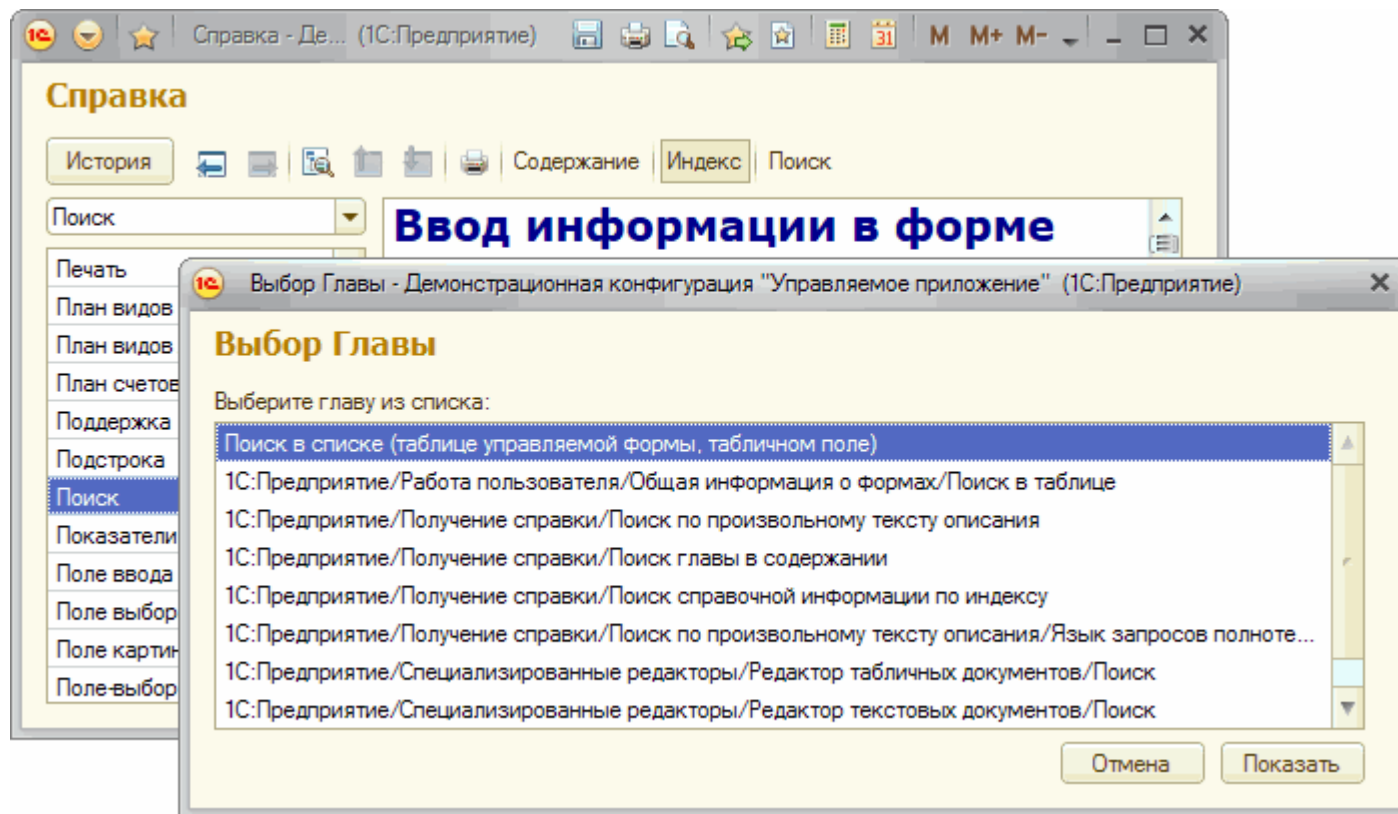 Справка - Де... (1С:Предприятие) 31 M M+ M-
Справка
История Содержание Индекс Поиск
Поиск
Ввод информации в форме
Печать
План видов
План видов
План счетов
Поддержка
Подстрока
Поиск
Показатели
Поле ввода
Поле выбор
Поле картин
Поле-выбор
Выбор Главы - Демонстрационная конфигурация "Управляемое приложение" (1С:Предприятие)
Выбор Главы
Выберите главу из списка:
Поиск в списке (таблице управляемой формы, табличном поле)
1С:Предприятие/Работа пользователя/Общая информация о формах/Поиск в таблице
1С:Предприятие/Получение справки/Поиск по произвольному тексту описания
1С:Предприятие/Получение справки/Поиск главы в содержании
1С:Предприятие/Получение справки/Поиск справочной информации по индексу
1С:Предприятие/Получение справки/Поиск по произвольному тексту описания/Язык запросов полноте...
1С:Предприятие/Специализированные редакторы/Редактор табличных документов/Поиск
1С:Предприятие/Специализированные редакторы/Редактор текстовых документов/Поиск
Отмена Показать